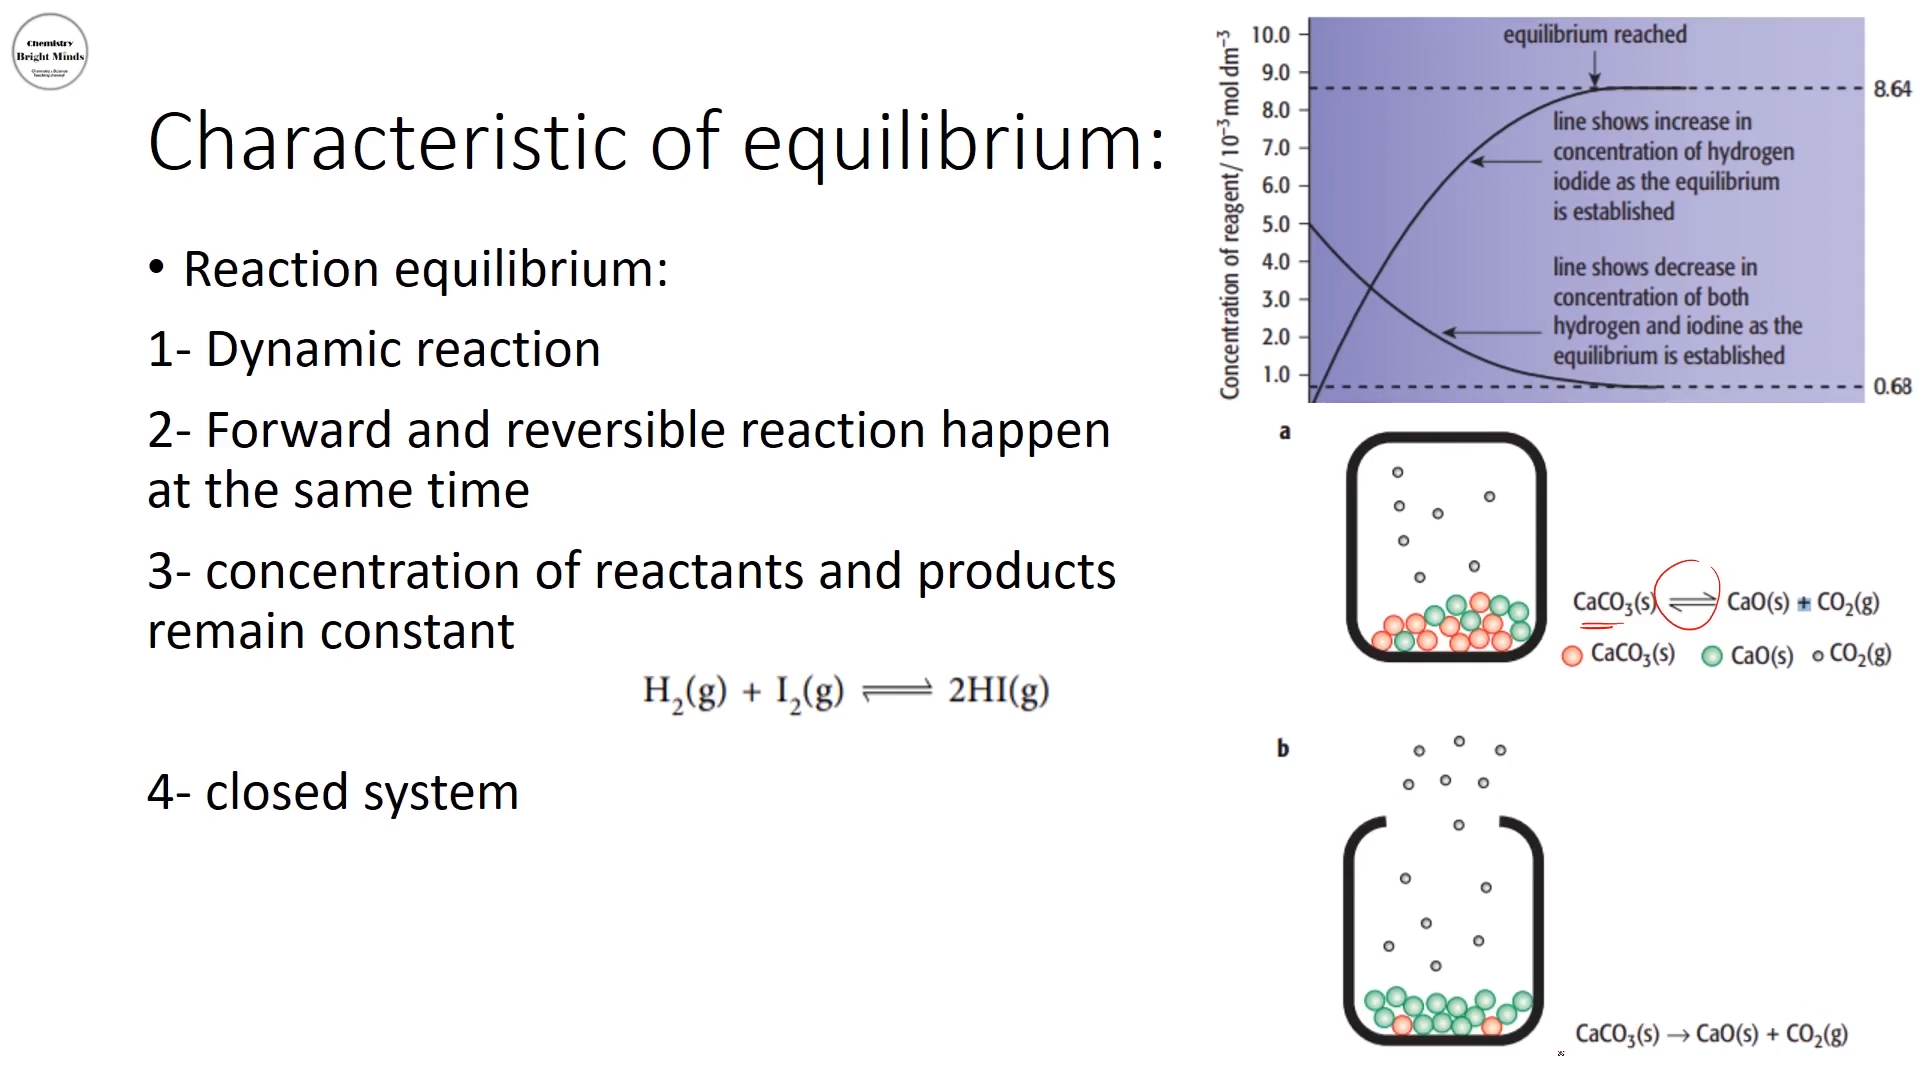 Chemistry
Bright Minds
Characteristic of equilibrium:
• Reaction equilibrium:
1- Dynamic reaction
2- Forward and reversible reaction happen
at the same time
3- concentration of reactants and products
remain constant
H₂(g) + I₂(g) ⇌ 2HI(g)
4- closed system
Concentration of reagent/ 10⁻³ mol dm⁻³
10.0
9.0
8.0
7.0
6.0
5.0
4.0
3.0
2.0
1.0
equilibrium reached
8.64
line shows increase in
concentration of hydrogen
iodide as the equilibrium
is established
line shows decrease in
concentration of both
hydrogen and iodine as the
equilibrium is established
0.68
a
CaCO₃(s) ⇌ CaO(s) + CO₂(g)
CaCO₃(s) CaO(s) CO₂(g)
b
CaCO₃(s) → CaO(s) + CO₂(g)